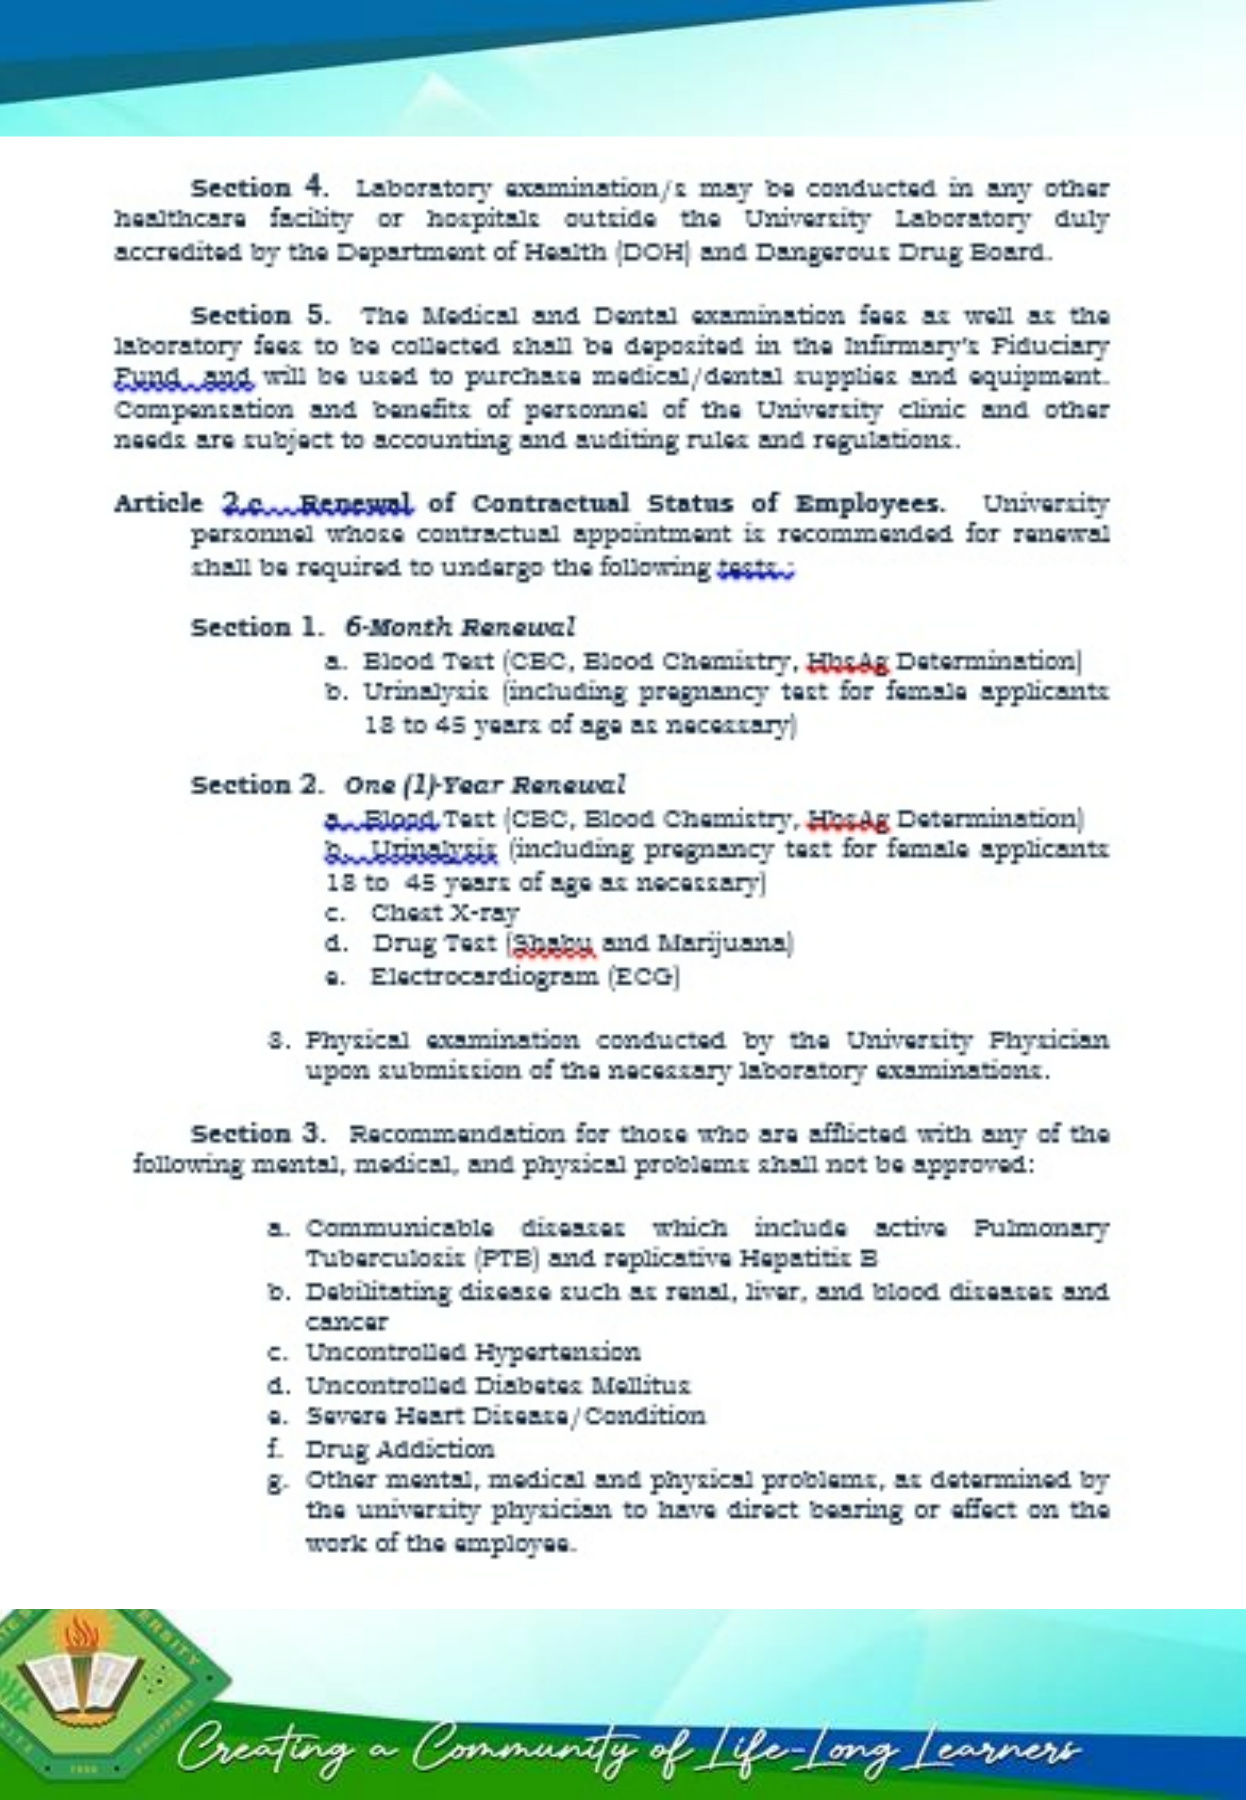 Section 4. Laboratory examination/s may be conducted in any other
healthcare facility or hospitals outside the University Laboratory duly
accredited by the Department of Health (DOH) and Dangerous Drug Board.
Section 5. The Medical and Dental examination fees as well as the
laboratory fees to be collected shall be deposited in the Infirmary's Fiduciary
Fund and will be used to purchase medical/dental supplies and equipment.
Compensation and benefits of personnel of the University clinic and other
needs are subject to accounting and auditing rules and regulations.
Article 2.c. Renewal of Contractual Status of Employees. University
personnel whose contractual appointment is recommended for renewal
shall be required to undergo the following tests :
Section 1. 6-Month Renewal
a. Blood Test (CBC, Blood Chemistry, HbsAg Determination)
b. Urinalysis (including pregnancy test for female applicants
18 to 45 years of age as necessary)
Section 2. One (1)-Year Renewal
a. Blood Test (CBC, Blood Chemistry, HbsAg Determination)
b. Urinalysis (including pregnancy test for female applicants
18 to 45 years of age as necessary)
c. Chest X-ray
d. Drug Test (Shabu and Marijuana)
e. Electrocardiogram (ECG)
3. Physical examination conducted by the University Physician
upon submission of the necessary laboratory examinations.
Section 3. Recommendation for those who are afflicted with any of the
following mental, medical, and physical problems shall not be approved:
a. Communicable diseases which include active Pulmonary
Tuberculosis (PTB) and replicative Hepatitis B
b. Debilitating disease such as renal, liver, and blood diseases and
cancer
c. Uncontrolled Hypertension
d. Uncontrolled Diabetes Mellitus
e. Severe Heart Disease/Condition
f. Drug Addiction
g. Other mental, medical and physical problems, as determined by
the university physician to have direct bearing or effect on the
work of the employee.
Creating a Community of Life-Long Learners